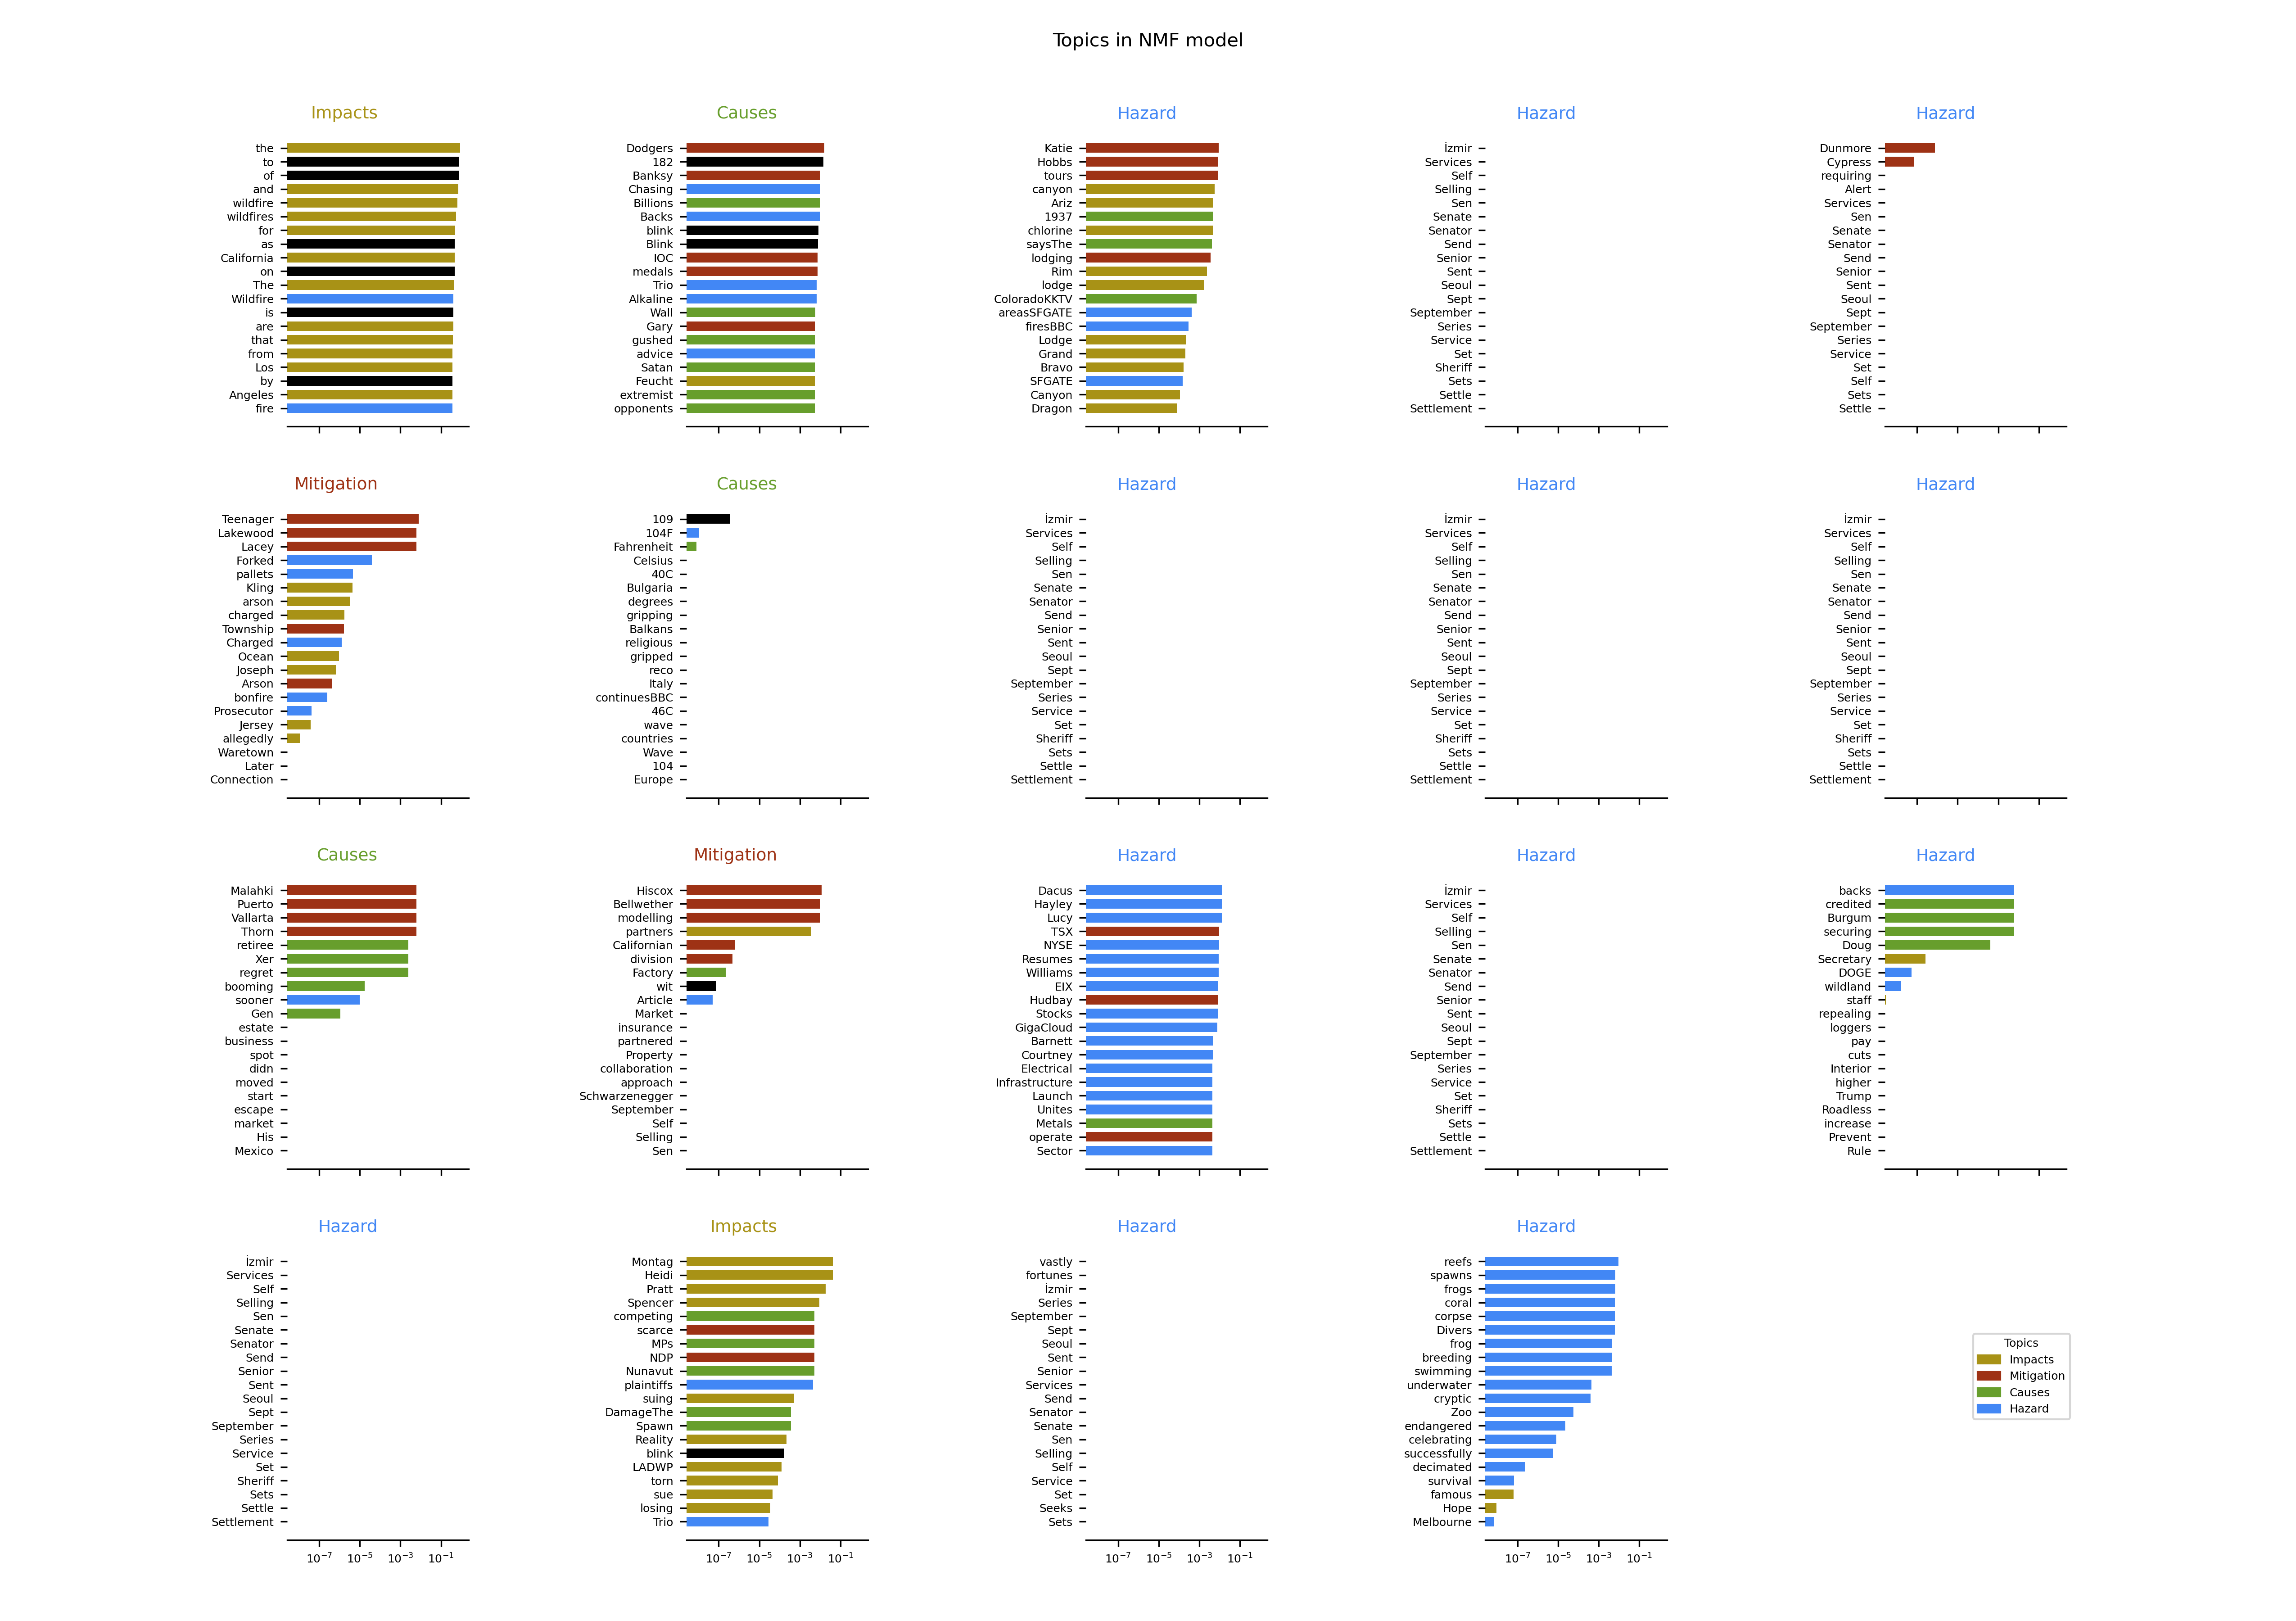 Topics in NMF model
Impacts
the
to
of
and
wildfire
wildfires
for
as
California
on
The
Wildfire
is
are
that
from
Los
by
Angeles
fire
Causes
Dodgers
182
Banksy
Chasing
Billions
Backs
blink
Blink
IOC
medals
Trio
Alkaline
Wall
Gary
gushed
advice
Satan
Feucht
extremist
opponents
Hazard
Katie
Hobbs
tours
canyon
Ariz
1937
chlorine
saysThe
lodging
Rim
lodge
ColoradoKKTV
areasSFGATE
firesBBC
Lodge
Grand
Bravo
SFGATE
Canyon
Dragon
Hazard
İzmir
Services
Self
Selling
Sen
Senate
Senator
Send
Senior
Sent
Seoul
Sept
September
Series
Service
Set
Sheriff
Sets
Settle
Settlement
Hazard
Dunmore
Cypress
requiring
Alert
Services
Sen
Senate
Senator
Send
Senior
Sent
Seoul
Sept
September
Series
Service
Set
Self
Sets
Settle
Mitigation
Teenager
Lakewood
Lacey
Forked
pallets
Kling
arson
charged
Township
Charged
Ocean
Joseph
Arson
bonfire
Prosecutor
Jersey
allegedly
Waretown
Later
Connection
Causes
109
104F
Fahrenheit
Celsius
40C
Bulgaria
degrees
gripping
Balkans
religious
gripped
reco
Italy
continuesBBC
46C
wave
countries
Wave
104
Europe
Hazard
İzmir
Services
Self
Selling
Sen
Senate
Senator
Send
Senior
Sent
Seoul
Sept
September
Series
Service
Set
Sheriff
Sets
Settle
Settlement
Hazard
İzmir
Services
Self
Selling
Sen
Senate
Senator
Send
Senior
Sent
Seoul
Sept
September
Series
Service
Set
Sheriff
Sets
Settle
Settlement
Hazard
İzmir
Services
Self
Selling
Sen
Senate
Senator
Send
Senior
Sent
Seoul
Sept
September
Series
Service
Set
Sheriff
Sets
Settle
Settlement
Causes
Malahki
Puerto
Vallarta
Thorn
retiree
Xer
regret
booming
sooner
Gen
estate
business
spot
didn
moved
start
escape
market
His
Mexico
Mitigation
Hiscox
Bellwether
modelling
partners
Californian
division
Factory
wit
Article
Market
insurance
partnered
Property
collaboration
approach
Schwarzenegger
September
Self
Selling
Sen
Hazard
Dacus
Hayley
Lucy
TSX
NYSE
Resumes
Williams
EIX
Hudbay
Stocks
GigaCloud
Barnett
Courtney
Electrical
Infrastructure
Launch
Unites
Metals
operate
Sector
Hazard
İzmir
Services
Self
Selling
Sen
Senate
Senator
Send
Senior
Sent
Seoul
Sept
September
Series
Service
Set
Sheriff
Sets
Settle
Settlement
Hazard
backs
credited
Burgum
securing
Doug
Secretary
DOGE
wildland
staff
repealing
loggers
pay
cuts
Interior
higher
Trump
Roadless
increase
Prevent
Rule
Hazard
İzmir
Services
Self
Selling
Sen
Senate
Senator
Send
Senior
Sent
Seoul
Sept
September
Series
Service
Set
Sheriff
Sets
Settle
Settlement
10⁻⁷ 10⁻⁵ 10⁻³ 10⁻¹
Impacts
Montag
Heidi
Pratt
Spencer
competing
scarce
MPs
NDP
Nunavut
plaintiffs
suing
DamageThe
Spawn
Reality
blink
LADWP
torn
sue
losing
Trio
10⁻⁷ 10⁻⁵ 10⁻³ 10⁻¹
Hazard
vastly
fortunes
İzmir
Series
September
Sept
Seoul
Sent
Senior
Services
Send
Senator
Senate
Sen
Selling
Self
Service
Set
Seeks
Sets
10⁻⁷ 10⁻⁵ 10⁻³ 10⁻¹
Hazard
reefs
spawns
frogs
coral
corpse
Divers
frog
breeding
swimming
underwater
cryptic
Zoo
endangered
celebrating
successfully
decimated
survival
famous
Hope
Melbourne
10⁻⁷ 10⁻⁵ 10⁻³ 10⁻¹
Topics
Impacts
Mitigation
Causes
Hazard